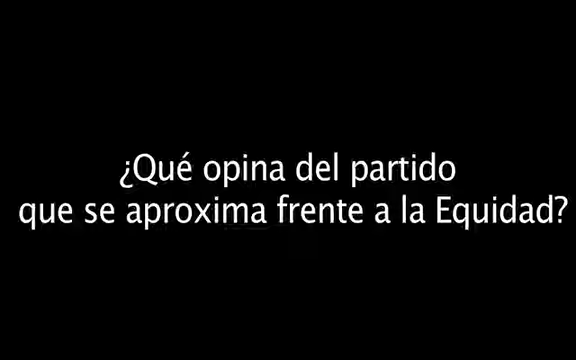 ¿Qué opina del partido
que se aproxima frente a la Equidad?